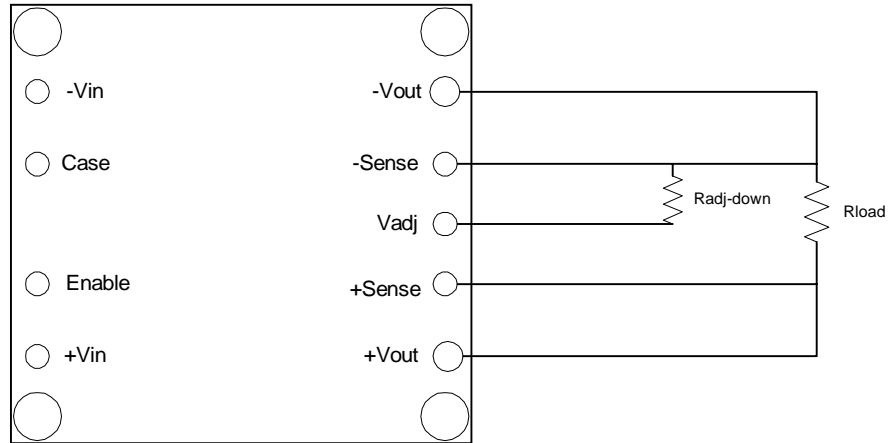 -Vin
-Vout
Case
-Sense
Radj-down
Rload
Vadj
Enable
+Sense
+Vin
+Vout